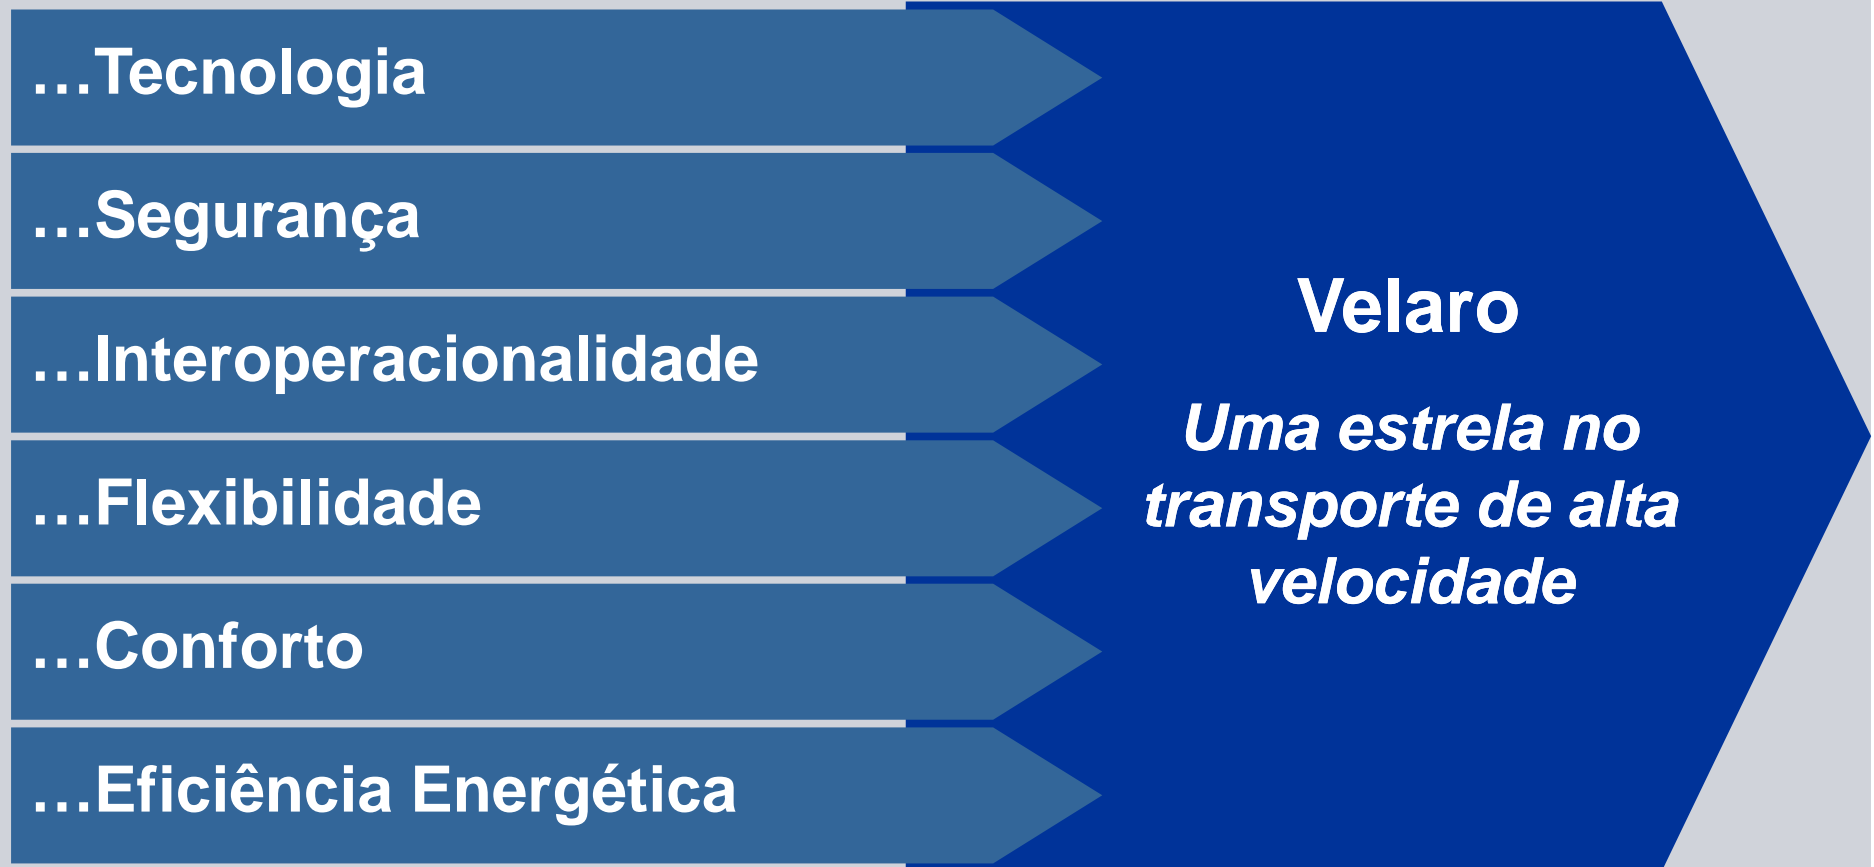 …Tecnologia
…Segurança
…Interoperacionalidade
…Flexibilidade
…Conforto
…Eficiência Energética
Velaro
Uma estrela no
transporte de alta
velocidade